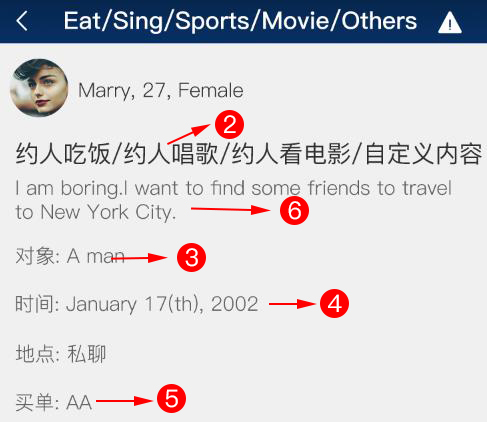 Eat/Sing/Sports/Movie/Others
Marry, 27, Female
2
约人吃饭/约人唱歌/约人看电影/自定义内容
I am boring.I want to find some friends to travel
to New York City.
6
对象: A man
3
时间: January 17(th), 2002
4
地点: 私聊
买单: AA
5